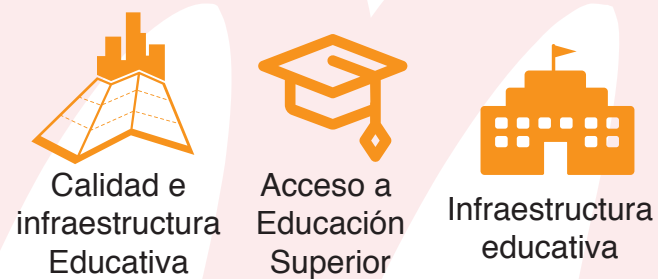 Calidad e
infraestructura
Educativa
Acceso a
Educación
Superior
Infraestructura
educativa